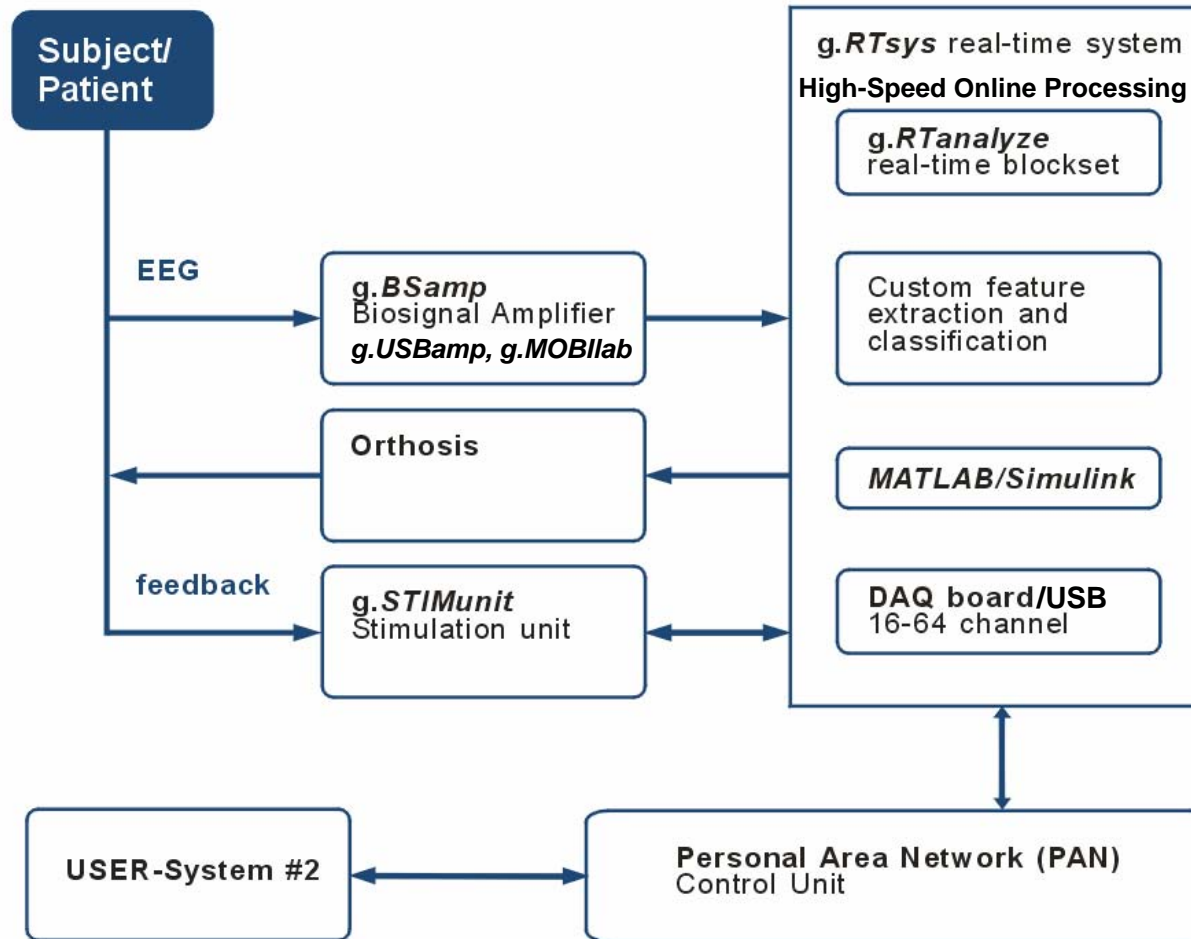 Subject/
Patient
g.RTsys real-time system
High-Speed Online Processing
g.RTanalyze
real-time blockset
EEG
g.BSamp
Biosignal Amplifier
g.USBamp, g.MOBIlab
Custom feature
extraction and
classification
Orthosis
MATLAB/Simulink
feedback
g.STIMunit
Stimulation unit
DAQ board/USB
16-64 channel
USER-System #2
Personal Area Network (PAN)
Control Unit